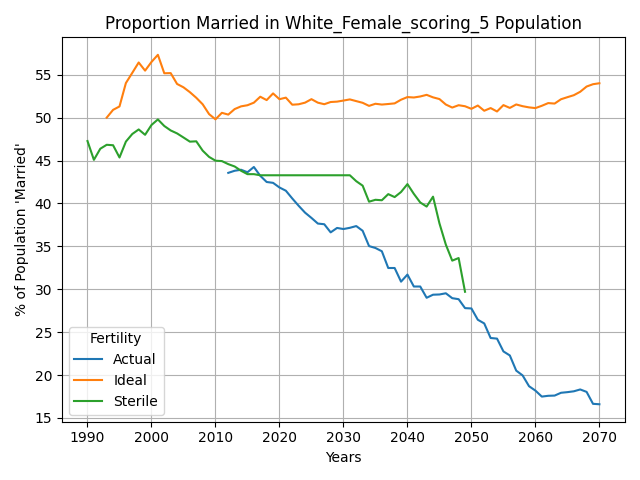 Proportion Married in White_Female_scoring_5 Population
% of Population 'Married'
55
50
45
40
35
30
25
20
15
Fertility
Actual
Ideal
Sterile
1990 2000 2010 2020 2030 2040 2050 2060 2070
Years